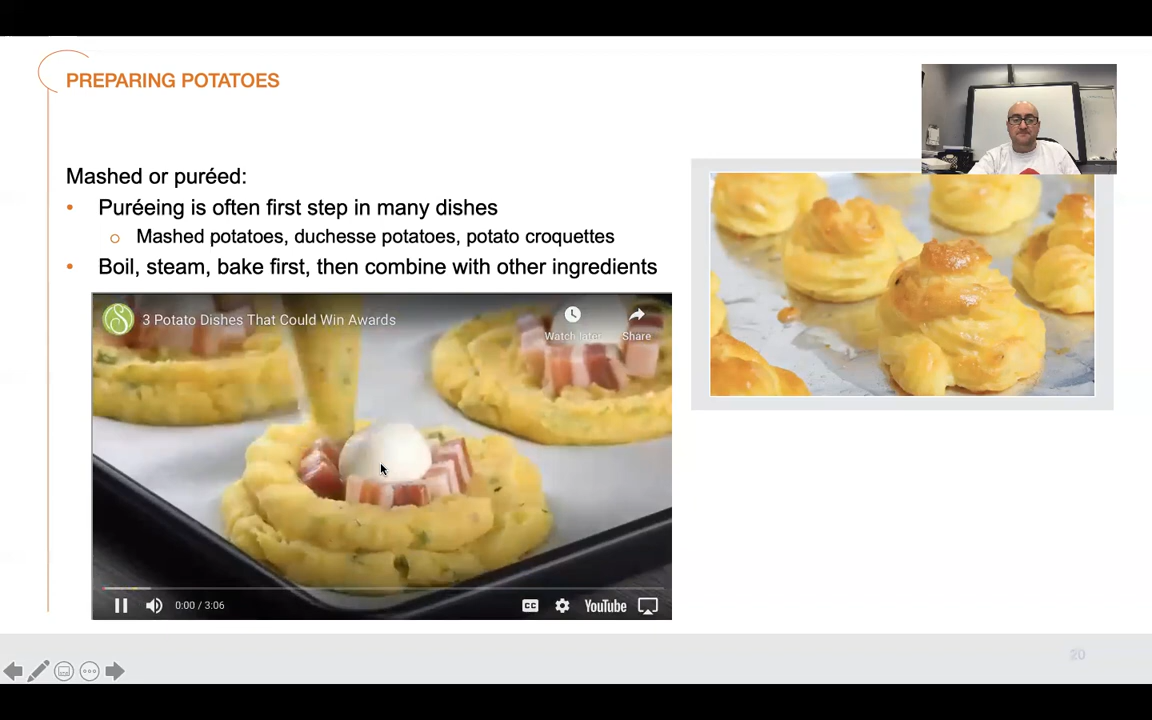 PREPARING POTATOES
Mashed or puréed:
• Puréeing is often first step in many dishes
o Mashed potatoes, duchesse potatoes, potato croquettes
• Boil, steam, bake first, then combine with other ingredients
3 Potato Dishes That Could Win Awards
Watch later
Share
0:00 / 3:06
CC
YouTube
20